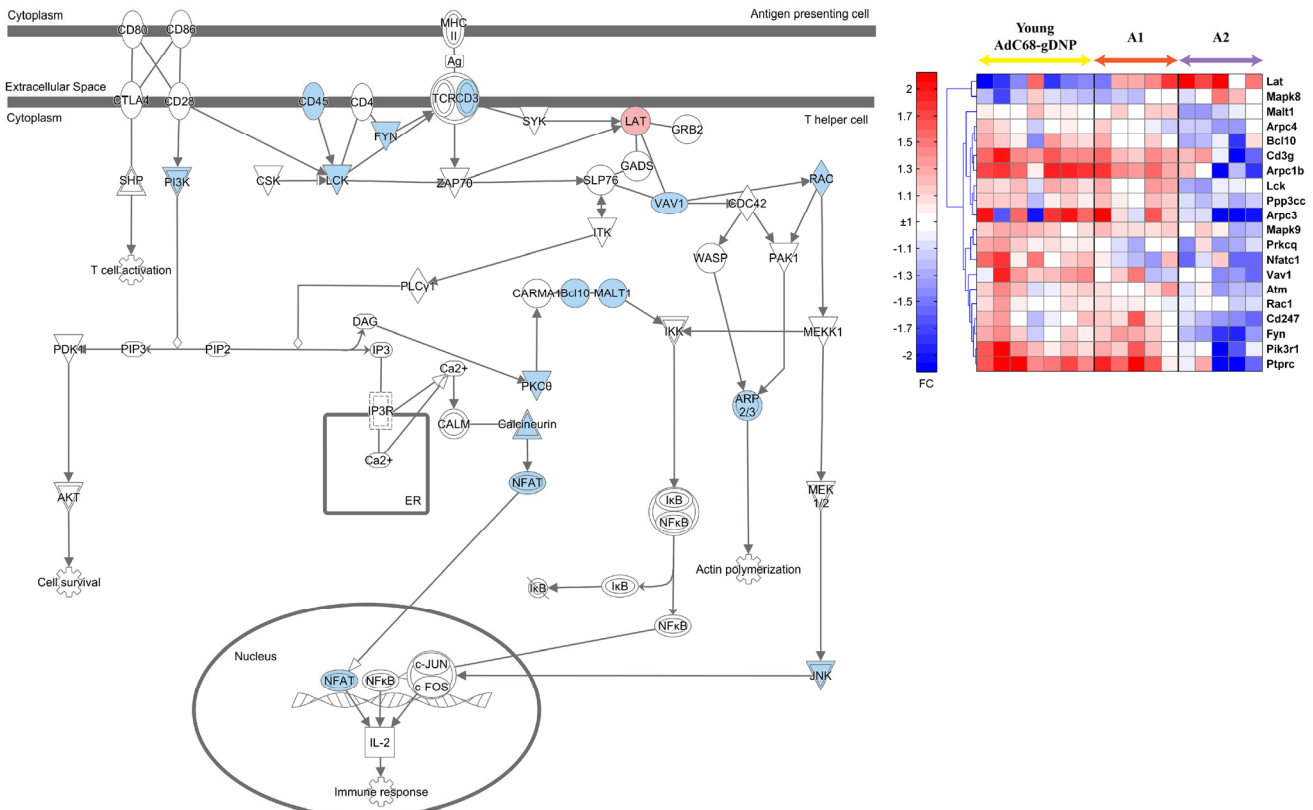 Cytoplasm
Antigen presenting cell
CD80
CD86
MHC
II
Ag
Extracellular Space
CTLA4
CD28
CD45
CD4
TCR
CD3
Cytoplasm
T helper cell
FYN
SYK
LAT
GRB2
GADS
SHP
PI3K
CSK
LCK
ZAP70
SLP76
RAC
VAV1
CDC42
ITK
WASP
PAK1
T cell activation
PLCγ1
CARMA1
Bcl10
MALT1
DAG
IKK
MEKK1
PDK1
PIP3
PIP2
IP3
Ca2+
PKCθ
IP3R
CALM
Calcineurin
ARP
2/3
Ca2+
NFAT
ER
AKT
IκB
NFκB
MEK
1/2
Cell survival
Actin polymerization
IκB
IκB
NFκB
Nucleus
c-JUN
NFAT
NFκB
c-FOS
JNK
IL-2
Immune response
Young
AdC68-gDNP
A1
A2
2
1.7
1.5
1.3
1.1
±1
-1.1
-1.3
-1.5
-1.7
-2
FC
Lat
Mapk8
Malt1
Arpc4
Bcl10
Cd3g
Arpc1b
Lck
Ppp3cc
Arpc3
Mapk9
Prkcq
Nfatc1
Vav1
Atm
Rac1
Cd247
Fyn
Pik3r1
Ptprc